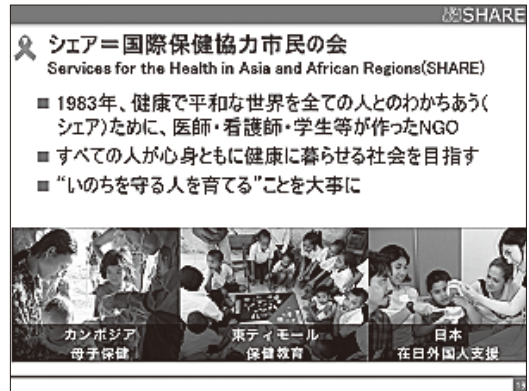 SHARE
シェア＝国際保健協力市民の会
Services for the Health in Asia and African Regions(SHARE)
■ 1983年、健康で平和な世界を全ての人とのわかちあう(
シェア)ために、医師・看護師・学生等が作ったNGO
■ すべての人が心身ともに健康に暮らせる社会を目指す
■ “いのちを守る人を育てる”ことを大事に
カンボジア
母子保健
東ティモール
保健教育
日本
在日外国人支援